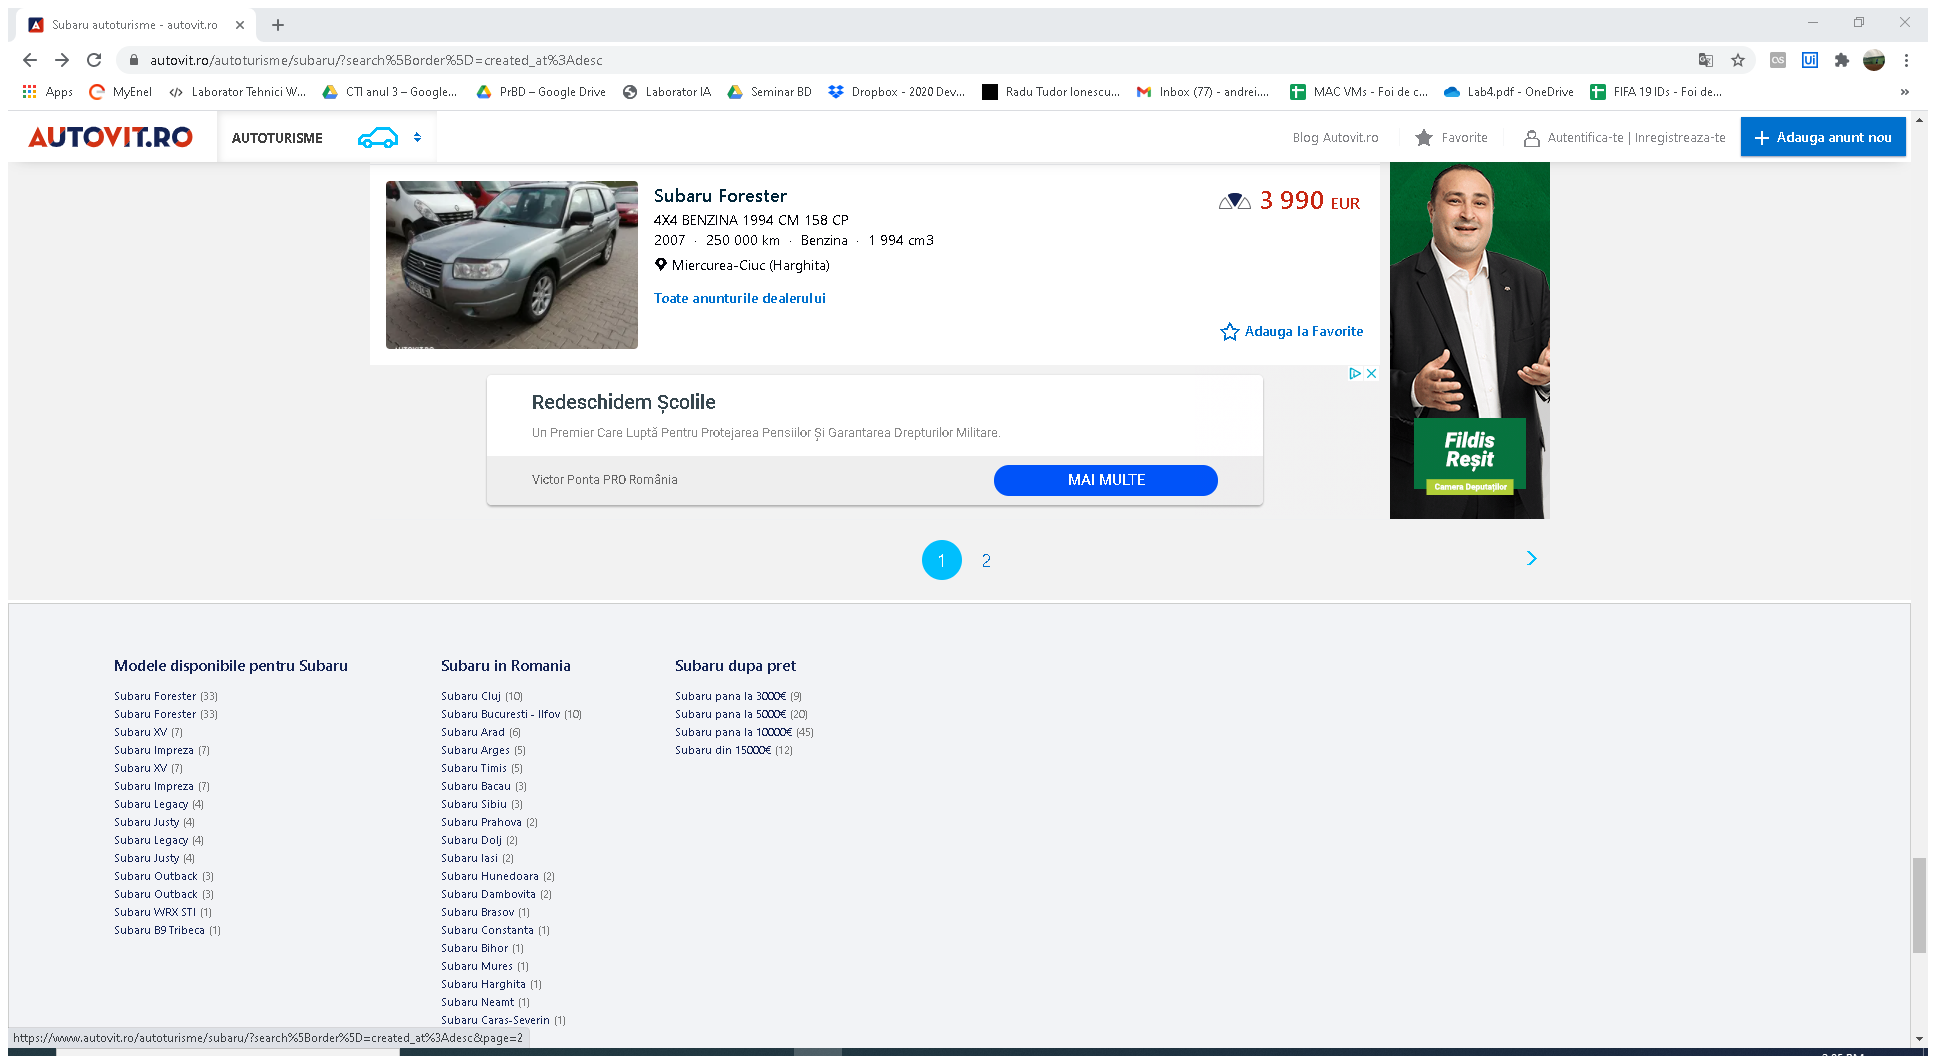 Subaru autoturisme - autovit.ro
autovit.ro/autoturisme/subaru/?search%5Border%5D=created_at%3Adesc
Apps MyEnel Laborator Tehnici W... CTI anul 3 – Google... PrBD – Google Drive Laborator IA Seminar BD Dropbox - 2020 Dev... Radu Tudor Ionescu... Inbox (77) - andrei.... MAC VMs - Foi de c... Lab4.pdf - OneDrive FIFA 19 IDs - Foi de... »
AUTOVIT.RO AUTOTURISME Blog Autovit.ro Favorite Autentifica-te | Inregistreaza-te Adauga anunt nou
Subaru Forester
3 990 EUR
4X4 BENZINA 1994 CM 158 CP
2007 · 250 000 km · Benzina · 1 994 cm3
Miercurea-Ciuc (Harghita)
Toate anunturile dealerului
Adauga la Favorite
Redeschidem Școlile
Un Premier Care Luptă Pentru Protejarea Pensiilor Și Garantarea Drepturilor Militare.
Victor Ponta PRO România
MAI MULTE
Fildis
Reșit
Camera Deputaților
1 2
Modele disponibile pentru Subaru
Subaru Forester (33)
Subaru Forester (33)
Subaru XV (7)
Subaru Impreza (7)
Subaru XV (7)
Subaru Impreza (7)
Subaru Legacy (4)
Subaru Justy (4)
Subaru Legacy (4)
Subaru Justy (4)
Subaru Outback (3)
Subaru Outback (3)
Subaru WRX STI (1)
Subaru B9 Tribeca (1)
Subaru in Romania
Subaru Cluj (10)
Subaru Bucuresti - Ilfov (10)
Subaru Arad (6)
Subaru Arges (5)
Subaru Timis (5)
Subaru Bacau (3)
Subaru Sibiu (3)
Subaru Prahova (2)
Subaru Dolj (2)
Subaru Iasi (2)
Subaru Hunedoara (2)
Subaru Dambovita (2)
Subaru Brasov (1)
Subaru Constanta (1)
Subaru Bihor (1)
Subaru Mures (1)
Subaru Harghita (1)
Subaru Neamt (1)
Subaru Caras-Severin (1)
Subaru dupa pret
Subaru pana la 3000€ (9)
Subaru pana la 5000€ (20)
Subaru pana la 10000€ (45)
Subaru din 15000€ (12)
https://www.autovit.ro/autoturisme/subaru/?search%5Border%5D=created_at%3Adesc&page=2